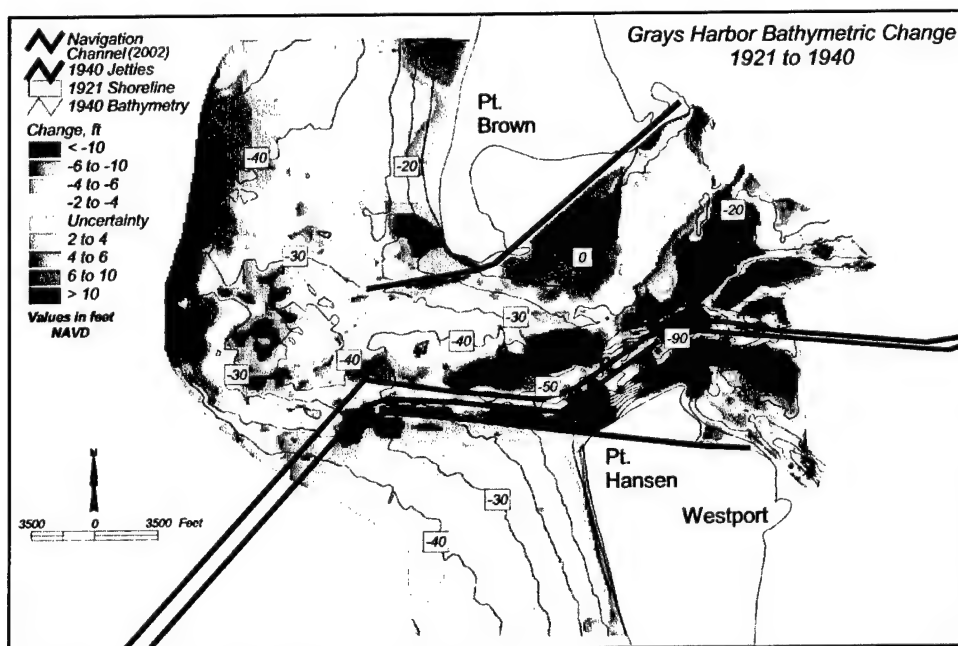 Grays Harbor Bathymetric Change
1921 to 1940
Navigation
Channel (2002)
1940 Jetties
1921 Shoreline
1940 Bathymetry
Change, ft
< -10
-6 to -10
-4 to -6
-2 to -4
Uncertainty
2 to 4
4 to 6
6 to 10
> 10
Values in feet
NAVD
N
3500 0 3500 Feet
Pt.
Brown
-40
-20
-20
0
-30
-30
-40
-90
-40
-30
-50
Pt.
Hansen
-30
Westport
-40